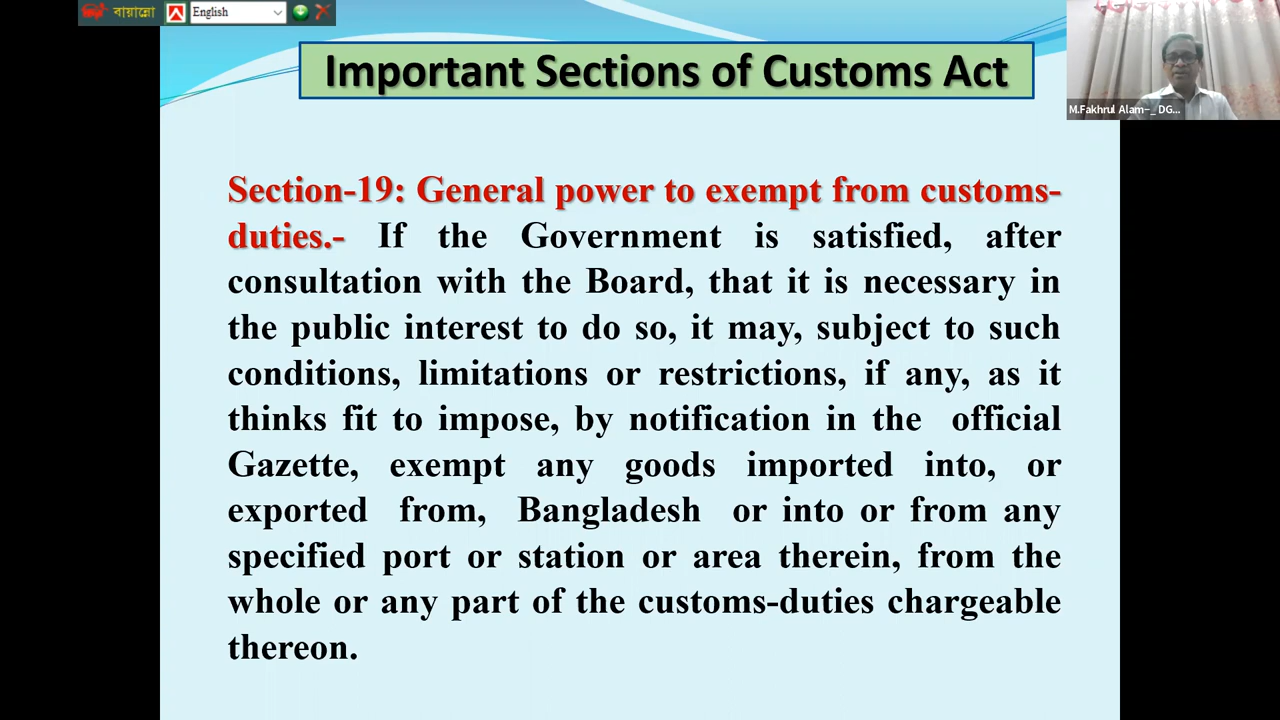 বায়ান্নো
English
Important Sections of Customs Act
M.Fakhrul Alam-_ DG...
Section-19: General power to exempt from customs-
duties.- If the Government is satisfied, after
consultation with the Board, that it is necessary in
the public interest to do so, it may, subject to such
conditions, limitations or restrictions, if any, as it
thinks fit to impose, by notification in the official
Gazette, exempt any goods imported into, or
exported from, Bangladesh or into or from any
specified port or station or area therein, from the
whole or any part of the customs-duties chargeable
thereon.